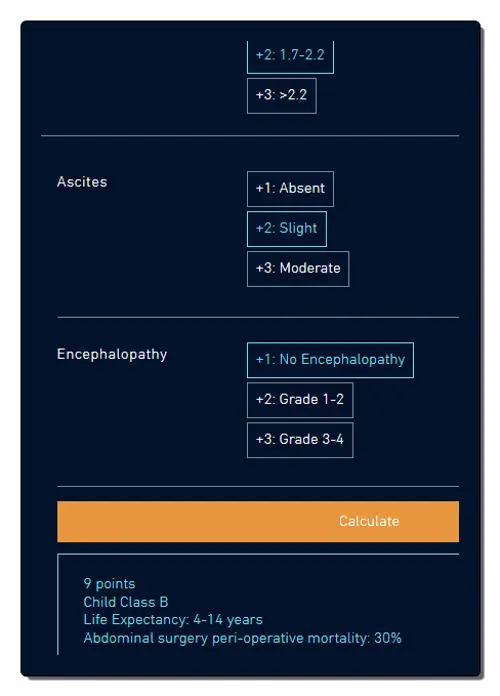 +2: 1.7-2.2
+3: >2.2
Ascites
+1: Absent
+2: Slight
+3: Moderate
Encephalopathy
+1: No Encephalopathy
+2: Grade 1-2
+3: Grade 3-4
Calculate
9 points
Child Class B
Life Expectancy: 4-14 years
Abdominal surgery peri-operative mortality: 30%